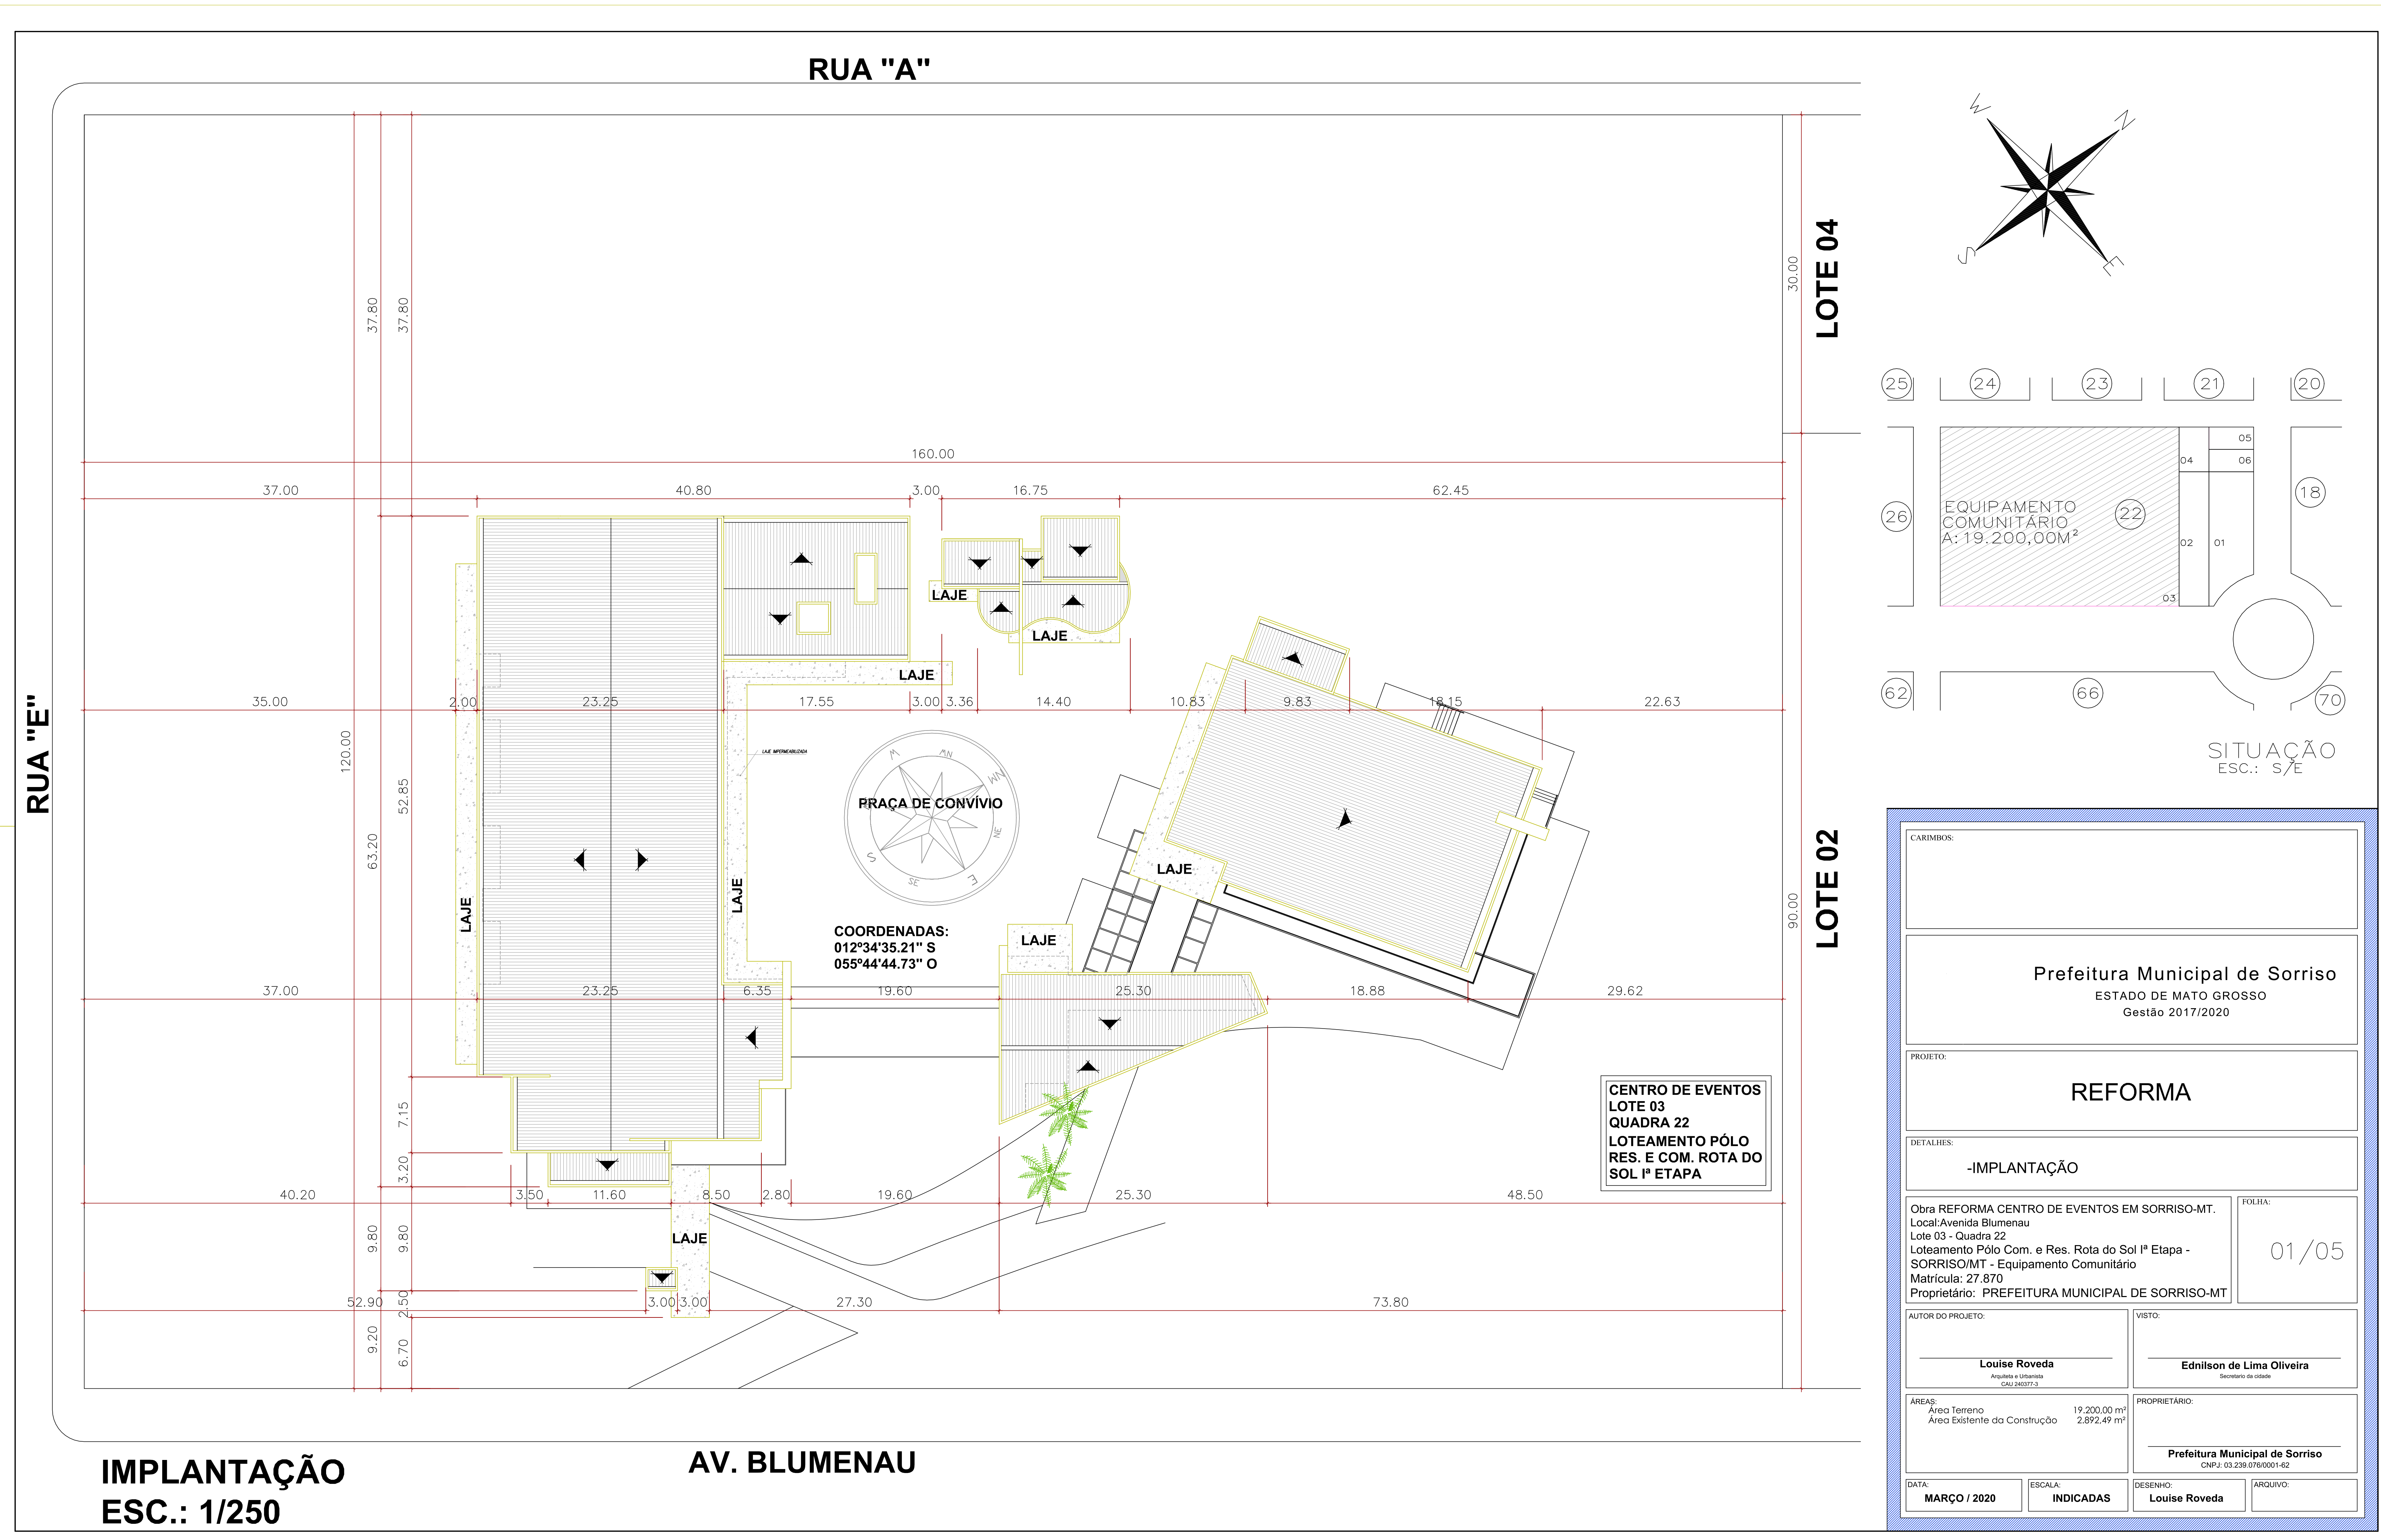 RUA "A"
RUA "E"
LOTE 04
LOTE 02
AV. BLUMENAU
37.80
37.80
30.00
160.00
37.00
40.80
3.00
16.75
62.45
LAJE
LAJE
LAJE
35.00
2.00
23.25
17.55
3.00
3.36
14.40
10.83
9.83
18.15
22.63
120.00
63.20
52.85
90.00
LAJE IMPERMEABILIZADA
PRAÇA DE CONVÍVIO
W
S
SE
E
NE
LAJE
LAJE
LAJE
LAJE
COORDENADAS:
012º34'35.21" S
055º44'44.73" O
37.00
23.25
6.35
19.60
25.30
18.88
29.62
7.15
3.20
40.20
3.50
11.60
8.50
2.80
19.60
25.30
48.50
9.80
9.80
LAJE
52.90
2.50
3.00
3.00
27.30
73.80
9.20
6.70
CENTRO DE EVENTOS
LOTE 03
QUADRA 22
LOTEAMENTO PÓLO
RES. E COM. ROTA DO
SOL Iª ETAPA
IMPLANTAÇÃO
ESC.: 1/250
W
N
S
E
25
24
23
21
20
05
04
06
26
EQUIPAMENTO
COMUNITÁRIO
A:19.200,00M²
22
18
02
01
03
62
66
70
SITUAÇÃO
ESC.: S/E
CARIMBOS:
Prefeitura Municipal de Sorriso
ESTADO DE MATO GROSSO
Gestão 2017/2020
PROJETO:
REFORMA
DETALHES:
-IMPLANTAÇÃO
Obra REFORMA CENTRO DE EVENTOS EM SORRISO-MT.
Local:Avenida Blumenau
Lote 03 - Quadra 22
Loteamento Pólo Com. e Res. Rota do Sol Iª Etapa -
SORRISO/MT - Equipamento Comunitário
Matrícula: 27.870
Proprietário: PREFEITURA MUNICIPAL DE SORRISO-MT
FOLHA:
01/05
AUTOR DO PROJETO:
Louise Roveda
Arquiteta e Urbanista
CAU 240377-3
VISTO:
Ednilson de Lima Oliveira
Secretario da cidade
ÁREAS:
Área Terreno 19.200,00 m²
Área Existente da Construção 2.892,49 m²
PROPRIETÁRIO:
Prefeitura Municipal de Sorriso
CNPJ: 03.239.076/0001-62
DATA:
MARÇO / 2020
ESCALA:
INDICADAS
DESENHO:
Louise Roveda
ARQUIVO: